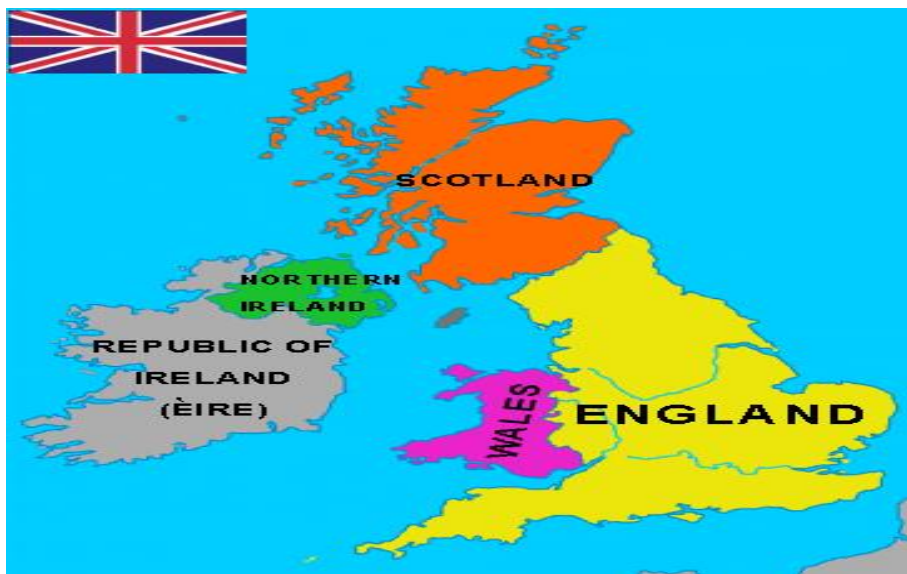 SCOTLAND
NORTHERN
IRELAND
REPUBLIC OF
IRELAND
(ÈIRE)
WALES
ENGLAND